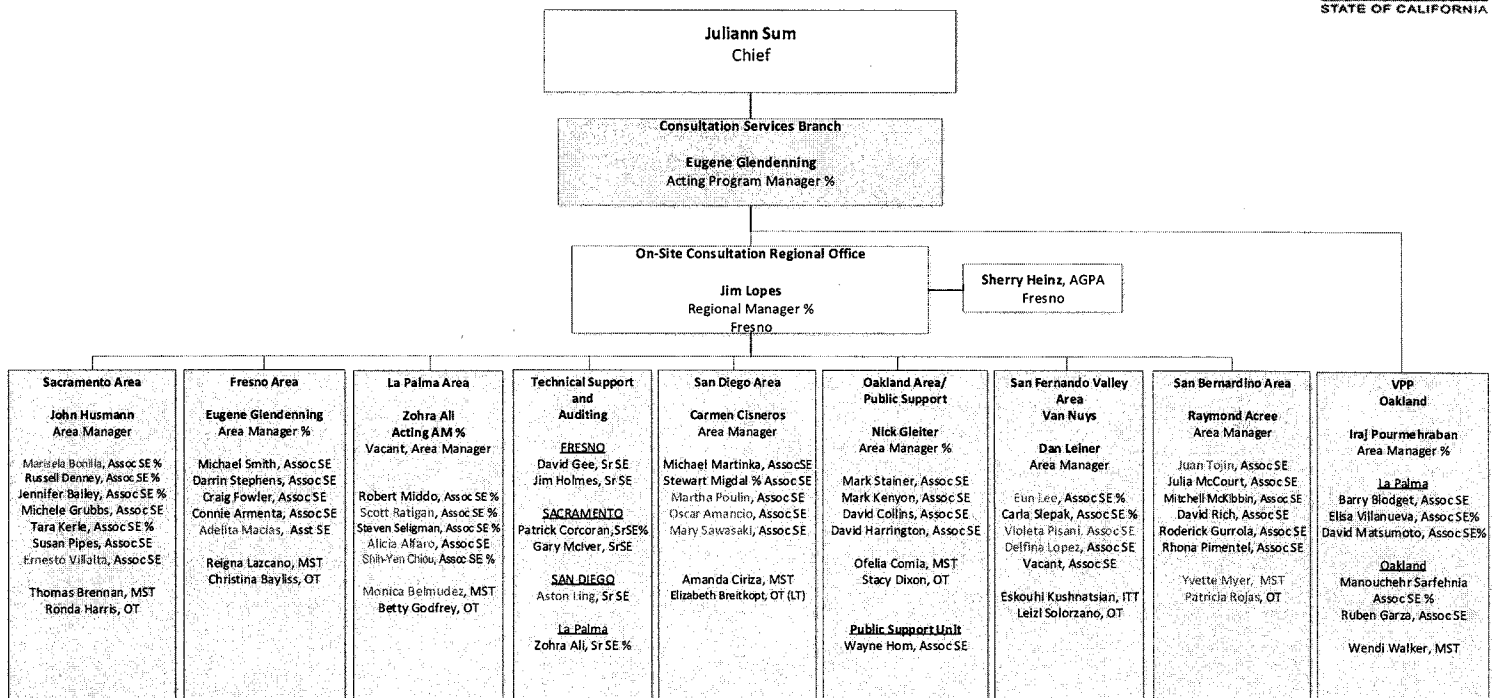 STATE OF CALIFORNIA
Juliann Sum
Chief
Consultation Services Branch
Eugene Glendenning
Acting Program Manager %
On-Site Consultation Regional Office
Jim Lopes
Regional Manager %
Fresno
Sherry Heinz, AGPA
Fresno
Sacramento Area
John Husmann
Area Manager
Marisela Bonilla, Assoc SE %
Russell Denney, Assoc SE %
Jennifer Bailey, Assoc SE %
Michele Grubbs, Assoc SE
Tara Kerle, Assoc SE %
Susan Pipes, Assoc SE
Ernesto Villalta, Assoc SE
Thomas Brennan, MST
Ronda Harris, OT
Fresno Area
Eugene Glendenning
Area Manager %
Michael Smith, Assoc SE
Darrin Stephens, Assoc SE
Craig Fowler, Assoc SE
Connie Armenta, Assoc SE
Adelita Macias, Asst SE
Reigna Lazcano, MST
Christina Bayliss, OT
La Palma Area
Zohra Ali
Acting AM %
Vacant, Area Manager
Robert Middo, Assoc SE %
Scott Ratigan, Assoc SE %
Steven Seligman, Assoc SE %
Alicia Alfaro, Assoc SE
Shih-Yen Chiou, Assoc SE %
Monica Belmudez, MST
Betty Godfrey, OT
Technical Support
and
Auditing
FRESNO
David Gee, Sr SE
Jim Holmes, Sr SE
SACRAMENTO
Patrick Corcoran, SrSE%
Gary McIver, SrSE
SAN DIEGO
Aston Ling, Sr SE
La Palma
Zohra Ali, Sr SE %
San Diego Area
Carmen Cisneros
Area Manager
Michael Martinka, AssocSE
Stewart Migdal % Assoc SE
Martha Poulin, Assoc SE
Oscar Amancio, Assoc SE
Mary Sawasaki, Assoc SE
Amanda Ciriza, MST
Elizabeth Breitkopt, OT (LT)
Oakland Area/
Public Support
Nick Gleiter
Area Manager %
Mark Stainer, Assoc SE
Mark Kenyon, Assoc SE
David Collins, Assoc SE
David Harrington, Assoc SE
Ofelia Comia, MST
Stacy Dixon, OT
Public Support Unit
Wayne Hom, Assoc SE
San Fernando Valley
Area
Van Nuys
Dan Leiner
Area Manager
Eun Lee, Assoc SE %
Carla Slepak, Assoc SE %
Violeta Pisani, Assoc SE
Delfina Lopez, Assoc SE
Vacant, Assoc SE
Eskouhi Kushnatsian, ITT
Leizl Solorzano, OT
San Bernardino Area
Raymond Acree
Area Manager
Juan Tojin, Assoc SE
Julia McCourt, Assoc SE
Mitchell McKibbin, Assoc SE
David Rich, Assoc SE
Roderick Gurrola, Assoc SE
Rhona Pimentel, Assoc SE
Yvette Myer, MST
Patricia Rojas, OT
VPP
Oakland
Iraj Pourmehraban
Area Manager %
La Palma
Barry Blodget, Assoc SE
Elisa Villanueva, Assoc SE%
David Matsumoto, Assoc SE%
Oakland
Manouchehr Sarfehnia
Assoc SE %
Ruben Garza, Assoc SE
Wendi Walker, MST